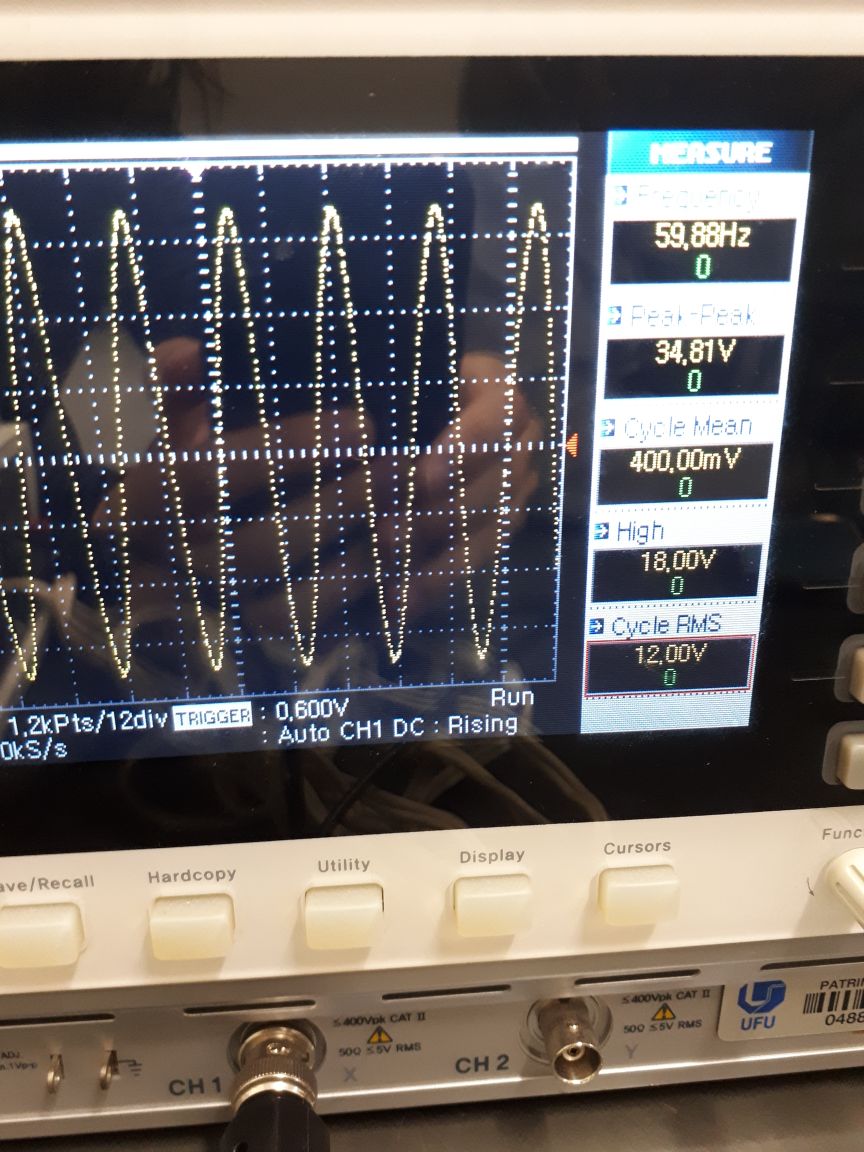 MEASURE
Frequency
59,88Hz
0
Peak-Peak
34,81V
0
Cycle Mean
400,00mV
0
High
18,00V
0
Cycle RMS
12,00V
0
1,2kPts/12div TRIGGER : 0,600V Run
0kS/s : Auto CH1 DC : Rising
ave/Recall
Hardcopy
Utility
Display
Cursors
Func
ADJ
CH 1
≤400Vpk CAT II
50Ω ≤5V RMS
X
CH 2
≤400Vpk CAT II
50Ω ≤5V RMS
Y
UFU
PATRI
0488